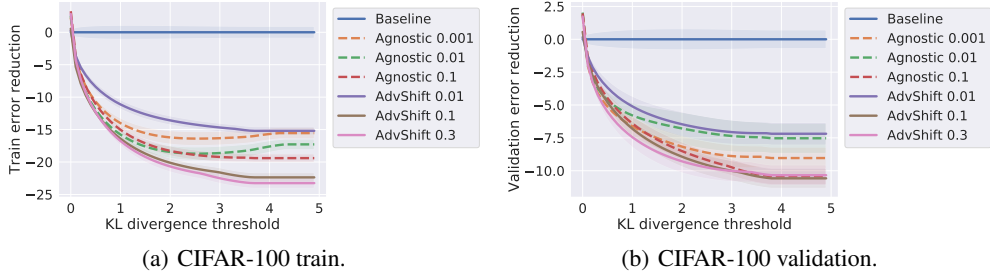 Train error reduction
0
−5
−10
−15
−20
−25
0 1 2 3 4 5
KL divergence threshold
Baseline
Agnostic 0.001
Agnostic 0.01
Agnostic 0.1
AdvShift 0.01
AdvShift 0.1
AdvShift 0.3
(a) CIFAR-100 train.
Validation error reduction
2.5
0.0
−2.5
−5.0
−7.5
−10.0
0 1 2 3 4 5
KL divergence threshold
Baseline
Agnostic 0.001
Agnostic 0.01
Agnostic 0.1
AdvShift 0.01
AdvShift 0.1
AdvShift 0.3
(b) CIFAR-100 validation.